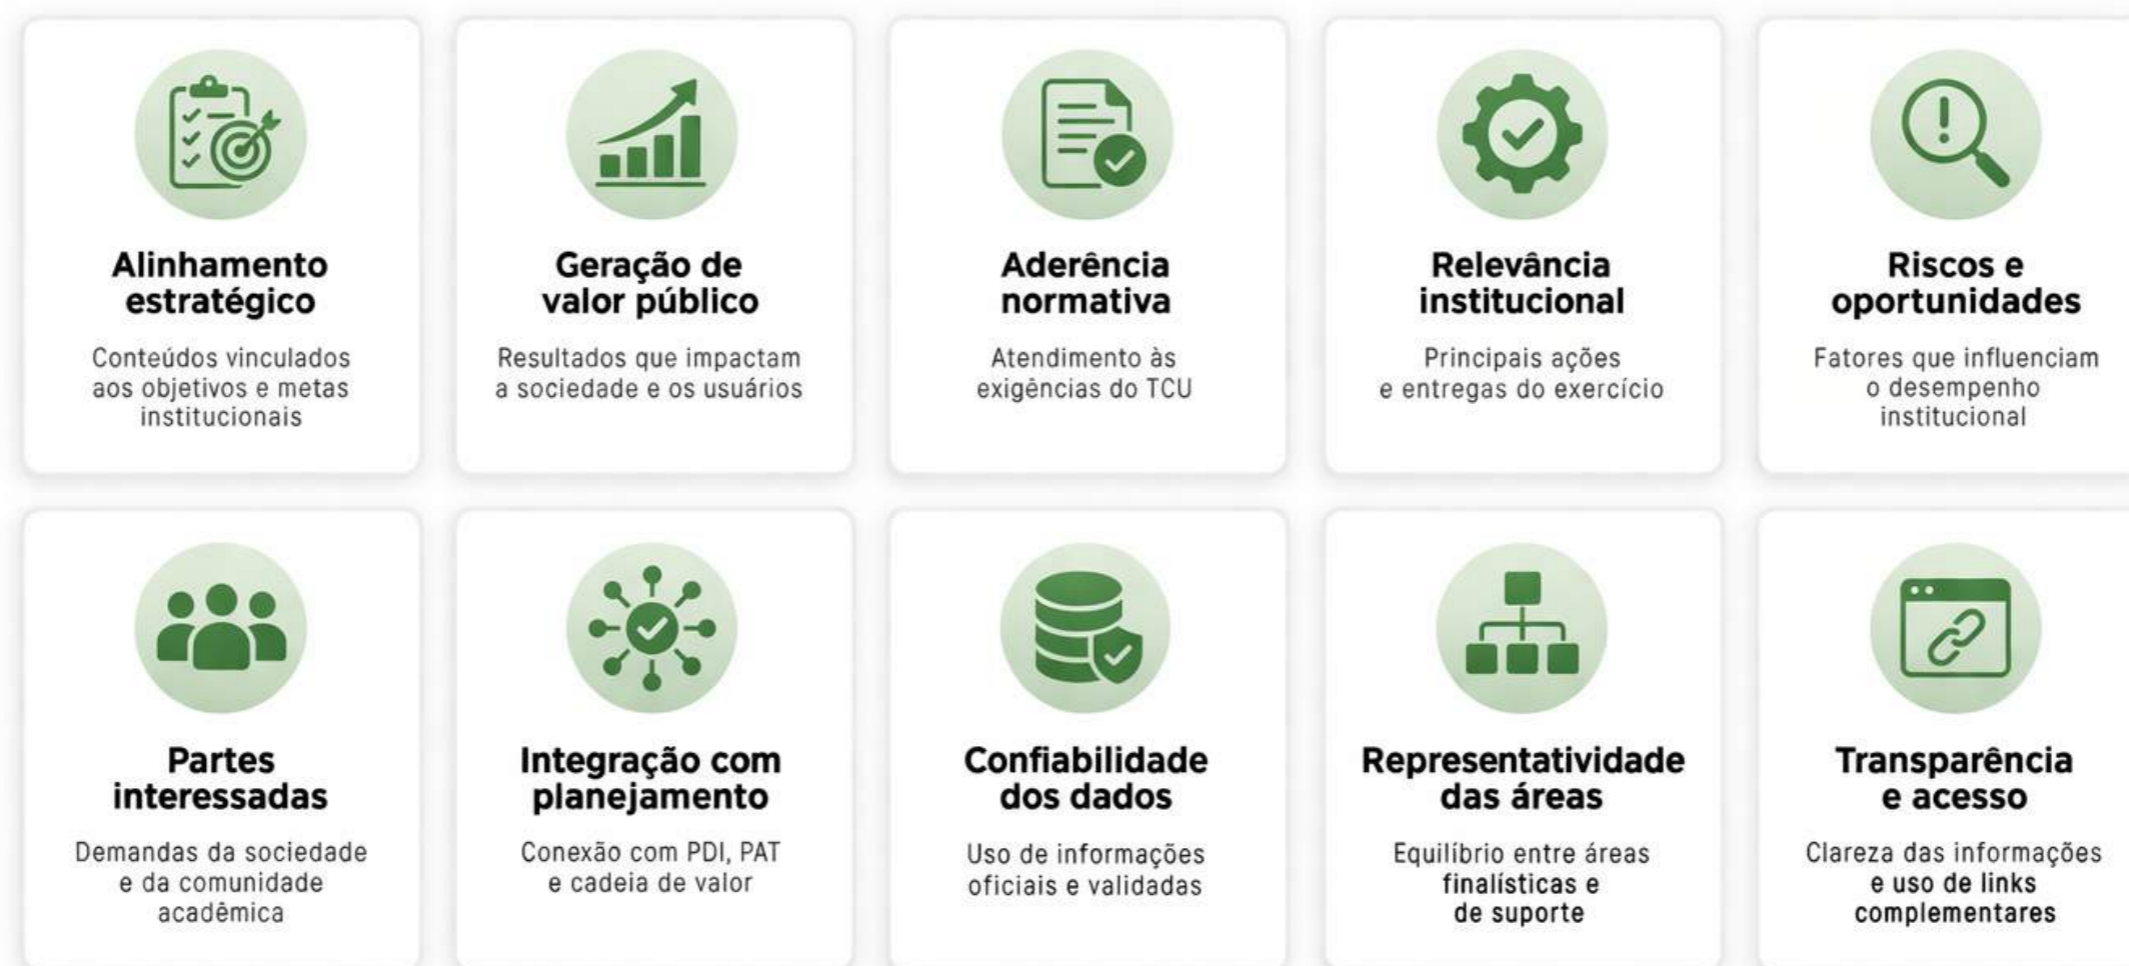 Alinhamento
estratégico
Conteúdos vinculados
aos objetivos e metas
institucionais
Geração de
valor público
Resultados que impactam
a sociedade e os usuários
Aderência
normativa
Atendimento às
exigências do TCU
Relevância
institucional
Principais ações
e entregas do exercício
Riscos e
oportunidades
Fatores que influenciam
o desempenho
institucional
Partes
interessadas
Demandas da sociedade
e da comunidade
acadêmica
Integração com
planejamento
Conexão com PDI, PAT
e cadeia de valor
Confiabilidade
dos dados
Uso de informações
oficiais e validadas
Representatividade
das áreas
Equilíbrio entre áreas
finalísticas e
de suporte
Transparência
e acesso
Clareza das informações
e uso de links
complementares